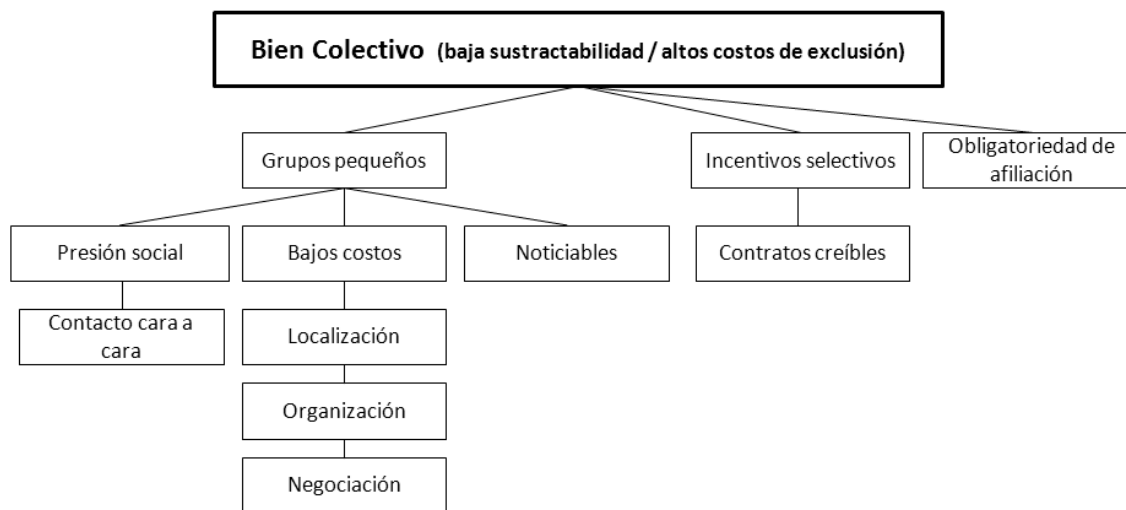 Bien Colectivo (baja sustractabilidad / altos costos de exclusión)
Grupos pequeños
Incentivos selectivos
Obligatoriedad de
afiliación
Presión social
Bajos costos
Noticiables
Contratos creíbles
Contacto cara a
cara
Localización
Organización
Negociación